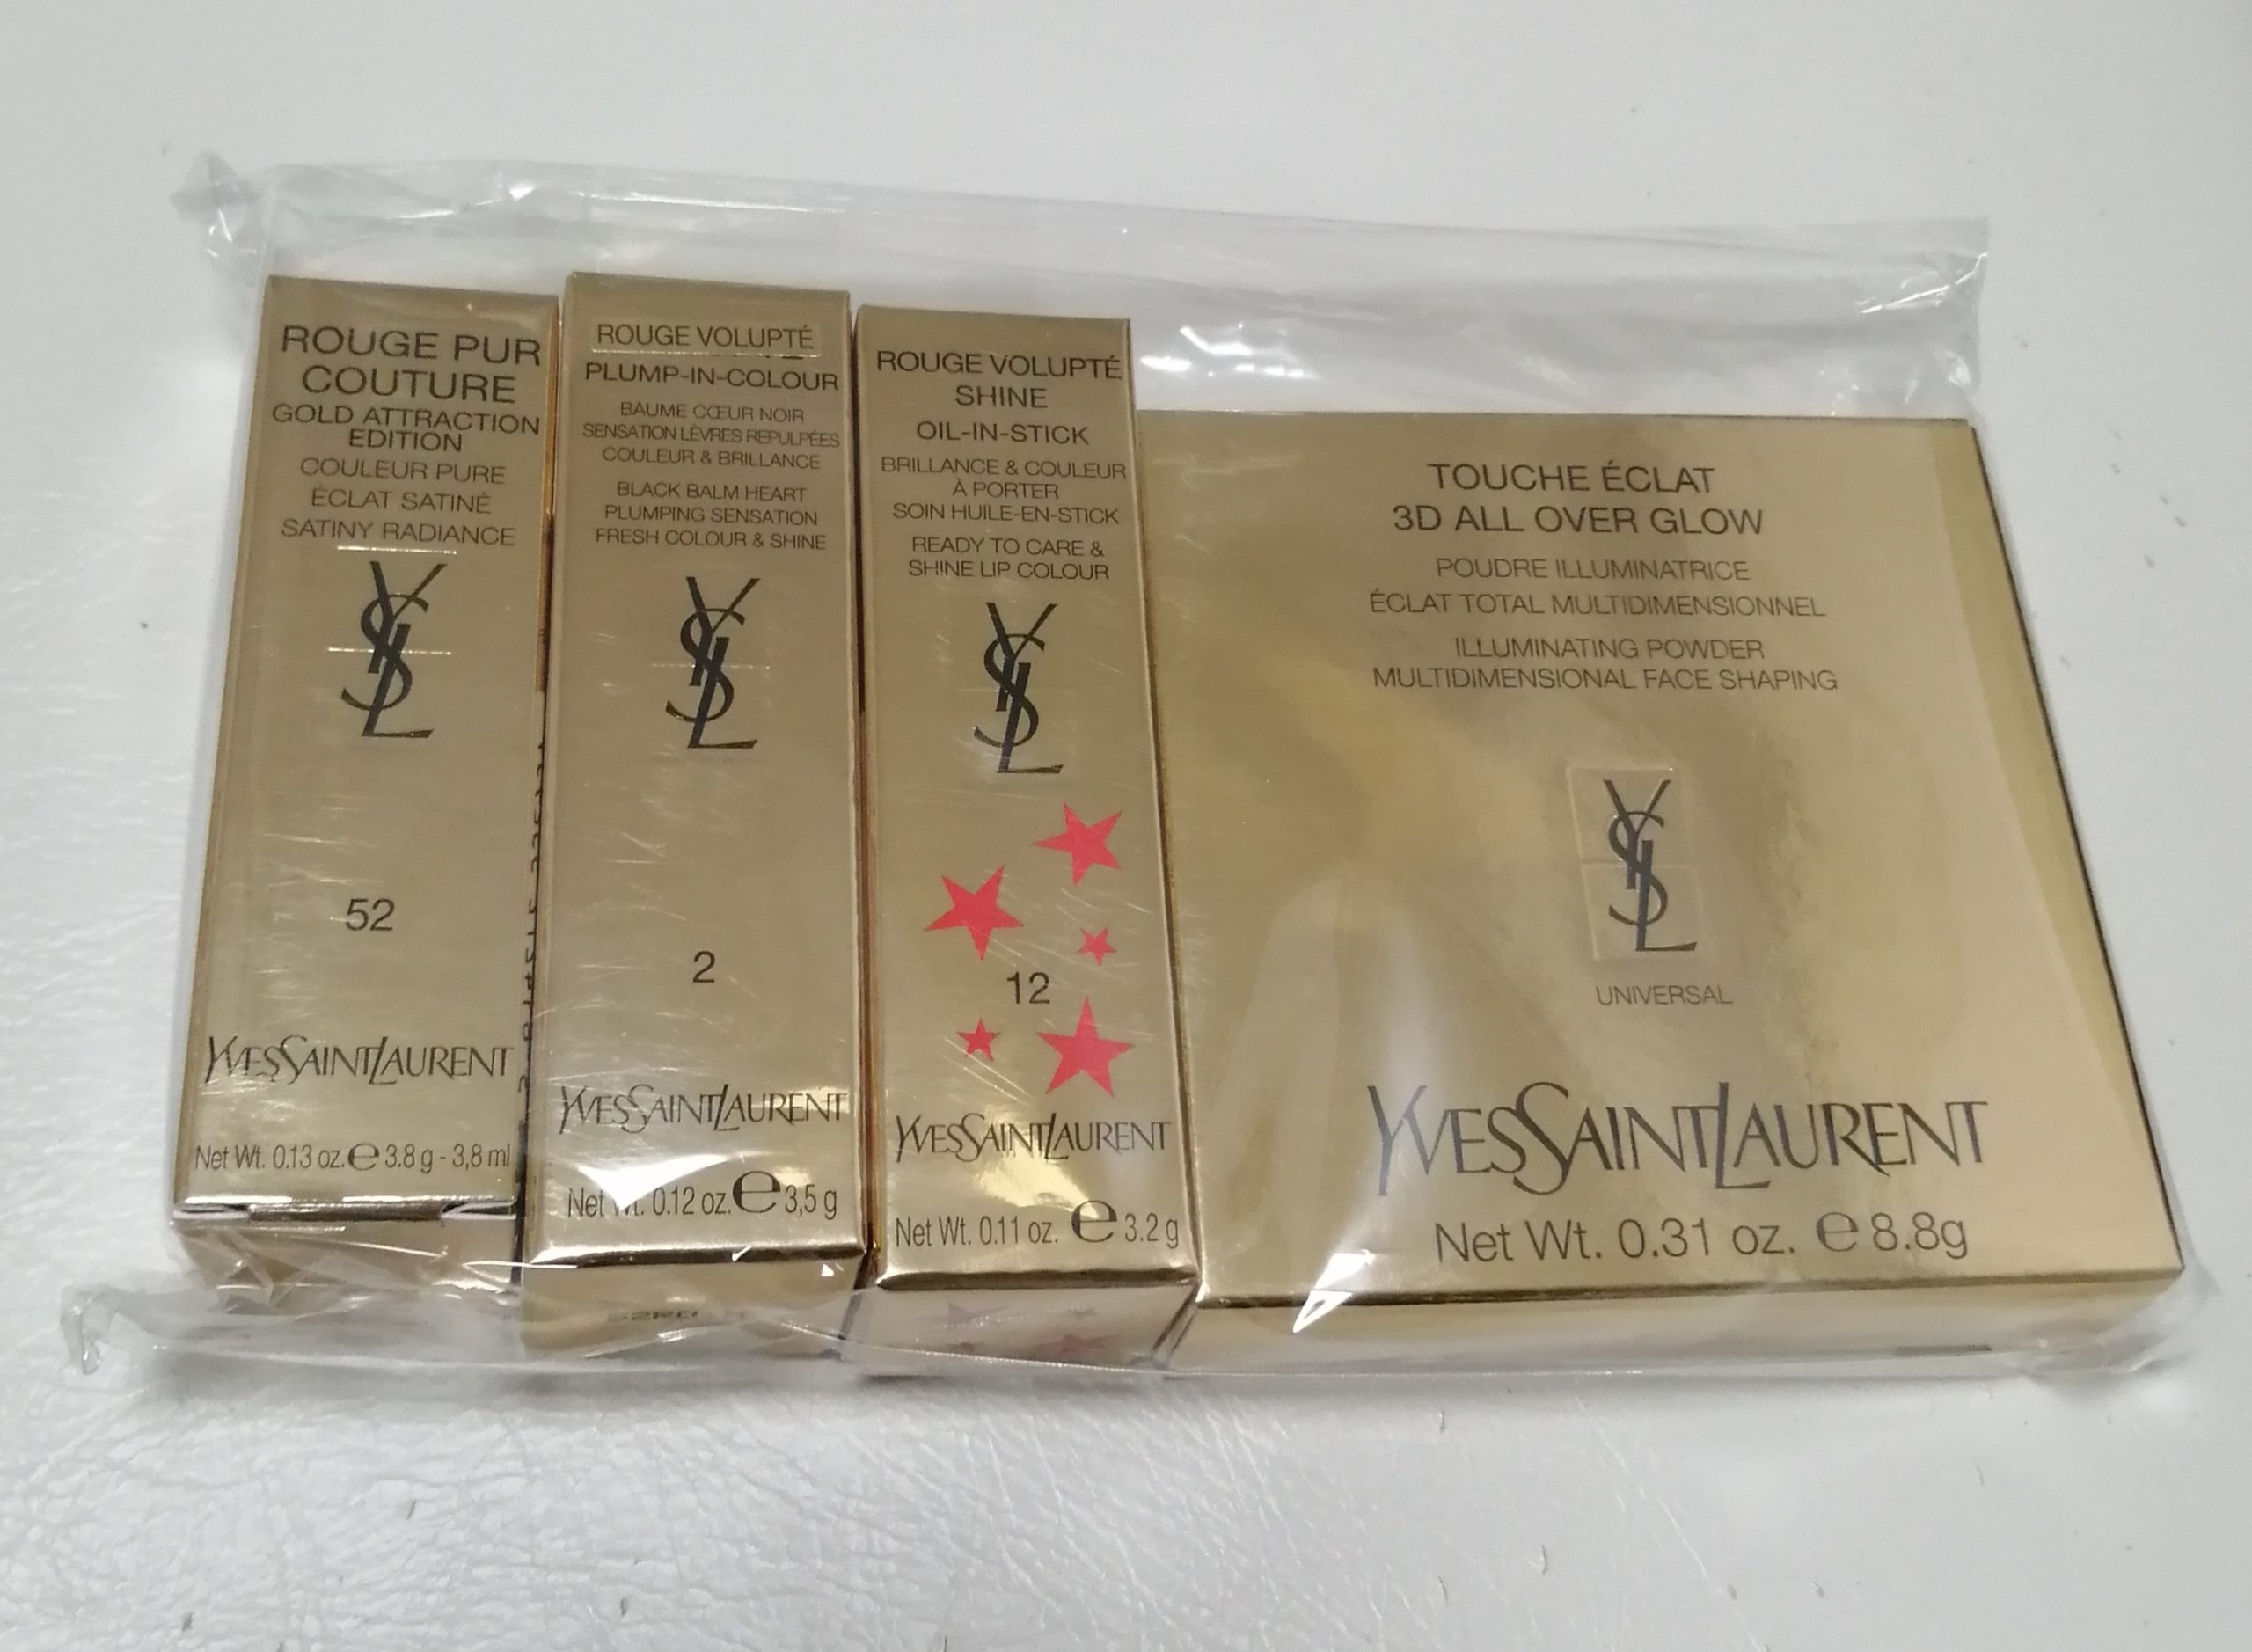 ROUGE PUR
COUTURE
GOLD ATTRACTION
EDITION
COULEUR PURE
ÉCLAT SATINÉ
SATINY RADIANCE
YSL
52
YVESSAINTLAURENT
Net Wt. 0.13 oz. e 3.8 g - 3,8 ml
ROUGE VOLUPTÉ
PLUMP-IN-COLOUR
BAUME CŒUR NOIR
SENSATION LÈVRES REPULPÉES
COULEUR & BRILLANCE
BLACK BALM HEART
PLUMPING SENSATION
FRESH COLOUR & SHINE
YSL
2
YVESSAINTLAURENT
Net Wt. 0.12 oz. e 3,5 g
ROUGE VOLUPTÉ
SHINE
OIL-IN-STICK
BRILLANCE & COULEUR
À PORTER
SOIN HUILE-EN-STICK
READY TO CARE &
SHINE LIP COLOUR
YSL
12
YVESSAINTLAURENT
Net Wt. 0.11 oz. e 3.2 g
TOUCHE ÉCLAT
3D ALL OVER GLOW
POUDRE ILLUMINATRICE
ÉCLAT TOTAL MULTIDIMENSIONNEL
ILLUMINATING POWDER
MULTIDIMENSIONAL FACE SHAPING
YSL
UNIVERSAL
YVESSAINTLAURENT
Net Wt. 0.31 oz. e 8.8g